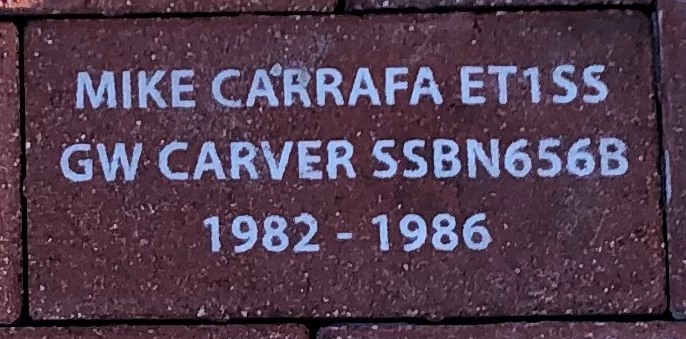 MIKE CARRAFA ET1SS
GW CARVER SSBN656B
1982 - 1986